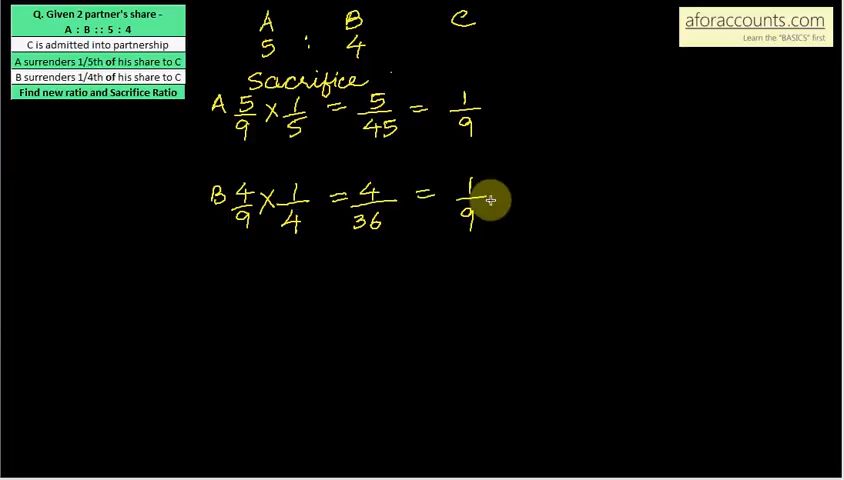 Q. Given 2 partner's share -
A : B :: 5 : 4
C is admitted into partnership
A surrenders 1/5th of his share to C
B surrenders 1/4th of his share to C
Find new ratio and Sacrifice Ratio
aforaccounts.com
Learn the "BASICS" first
A B C
5 : 4
Sacrifice
A 5/9 × 1/5 = 5/45 = 1/9
B 4/9 × 1/4 = 4/36 = 1/9